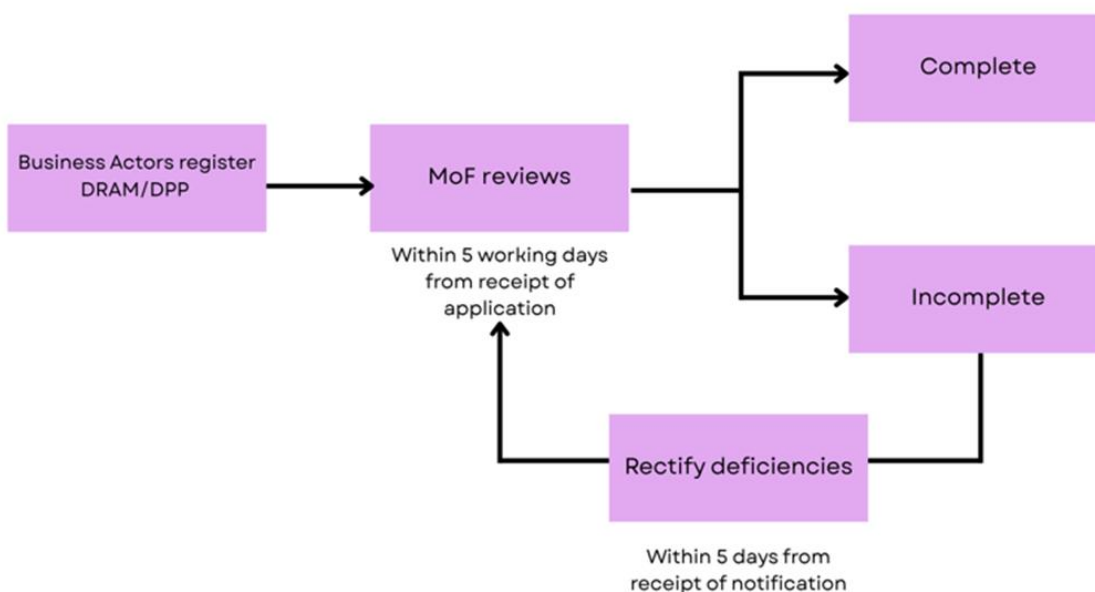 Complete
Business Actors register
DRAM/DPP
MoF reviews
Within 5 working days
from receipt of
application
Incomplete
Rectify deficiencies
Within 5 days from
receipt of notification